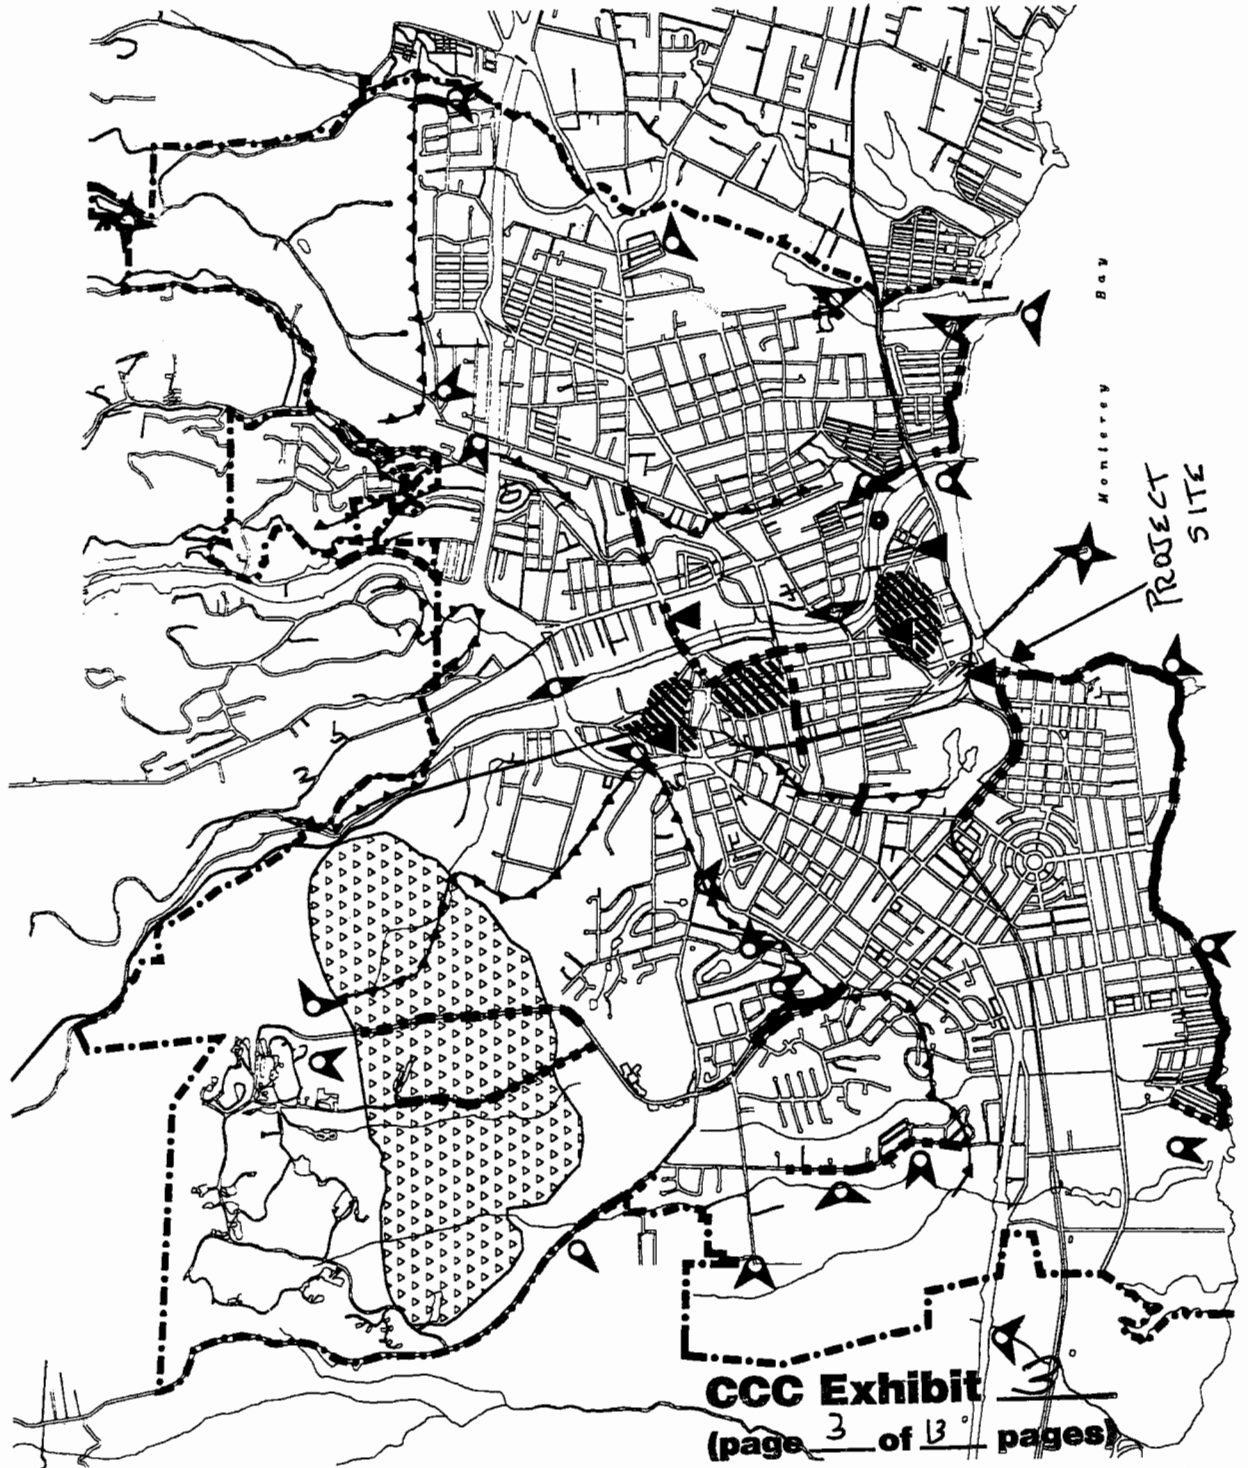 Monterey Bay
PROJECT
SITE
CCC Exhibit 3
(page 3 of 13 pages)